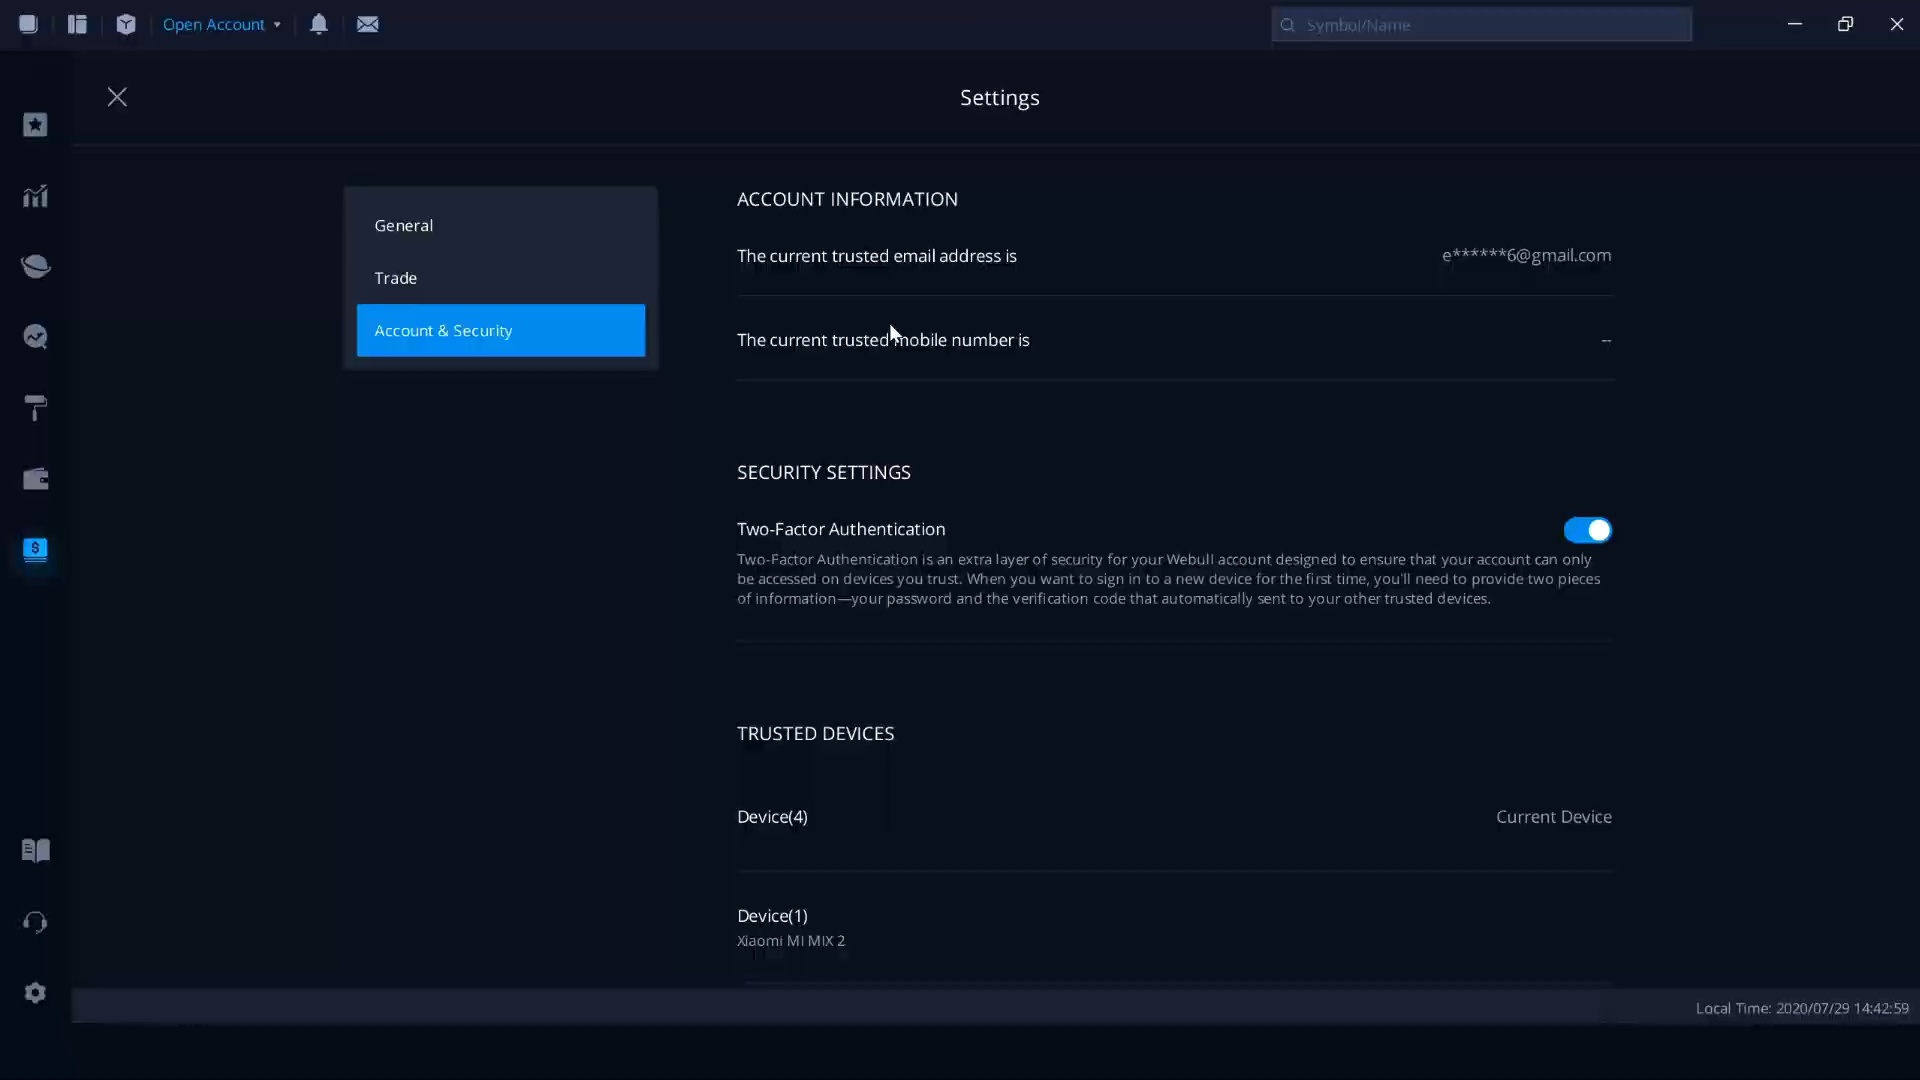 Open Account
Symbol/Name
Settings
General
Trade
Account & Security
ACCOUNT INFORMATION
The current trusted email address is
e******6@gmail.com
The current trusted mobile number is
--
SECURITY SETTINGS
Two-Factor Authentication
Two-Factor Authentication is an extra layer of security for your Webull account designed to ensure that your account can only
be accessed on devices you trust. When you want to sign in to a new device for the first time, you'll need to provide two pieces
of information—your password and the verification code that automatically sent to your other trusted devices.
TRUSTED DEVICES
Device(4)
Current Device
Device(1)
Xiaomi MI MIX 2
Local Time: 2020/07/29 14:42:59